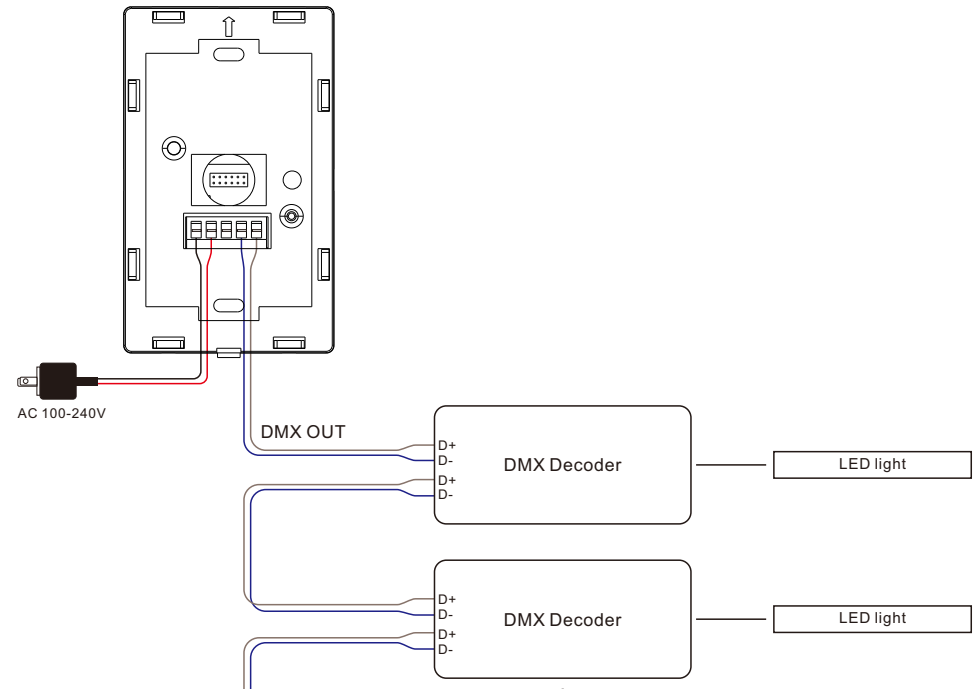 AC 100-240V
DMX OUT
D+
D-
D+
D-
DMX Decoder
LED light
D+
D-
D+
D-
DMX Decoder
LED light